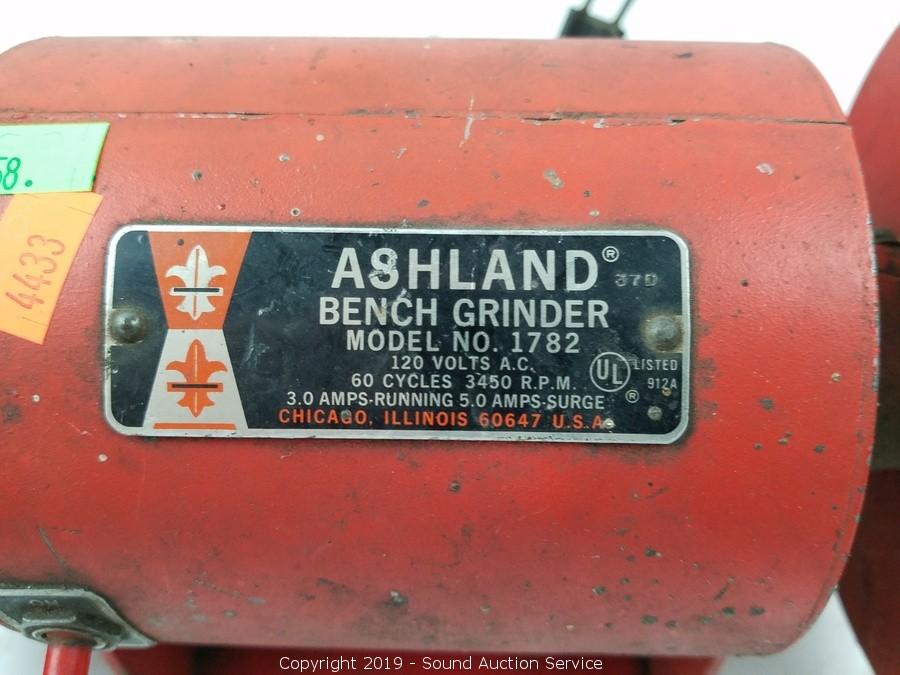 58.
4433
ASHLAND®
37D
BENCH GRINDER
MODEL NO. 1782
120 VOLTS A.C.
60 CYCLES 3450 R.P.M.
3.0 AMPS-RUNNING 5.0 AMPS-SURGE
CHICAGO, ILLINOIS 60647 U.S.A.
UL ® LISTED
912A
Copyright 2019 - Sound Auction Service